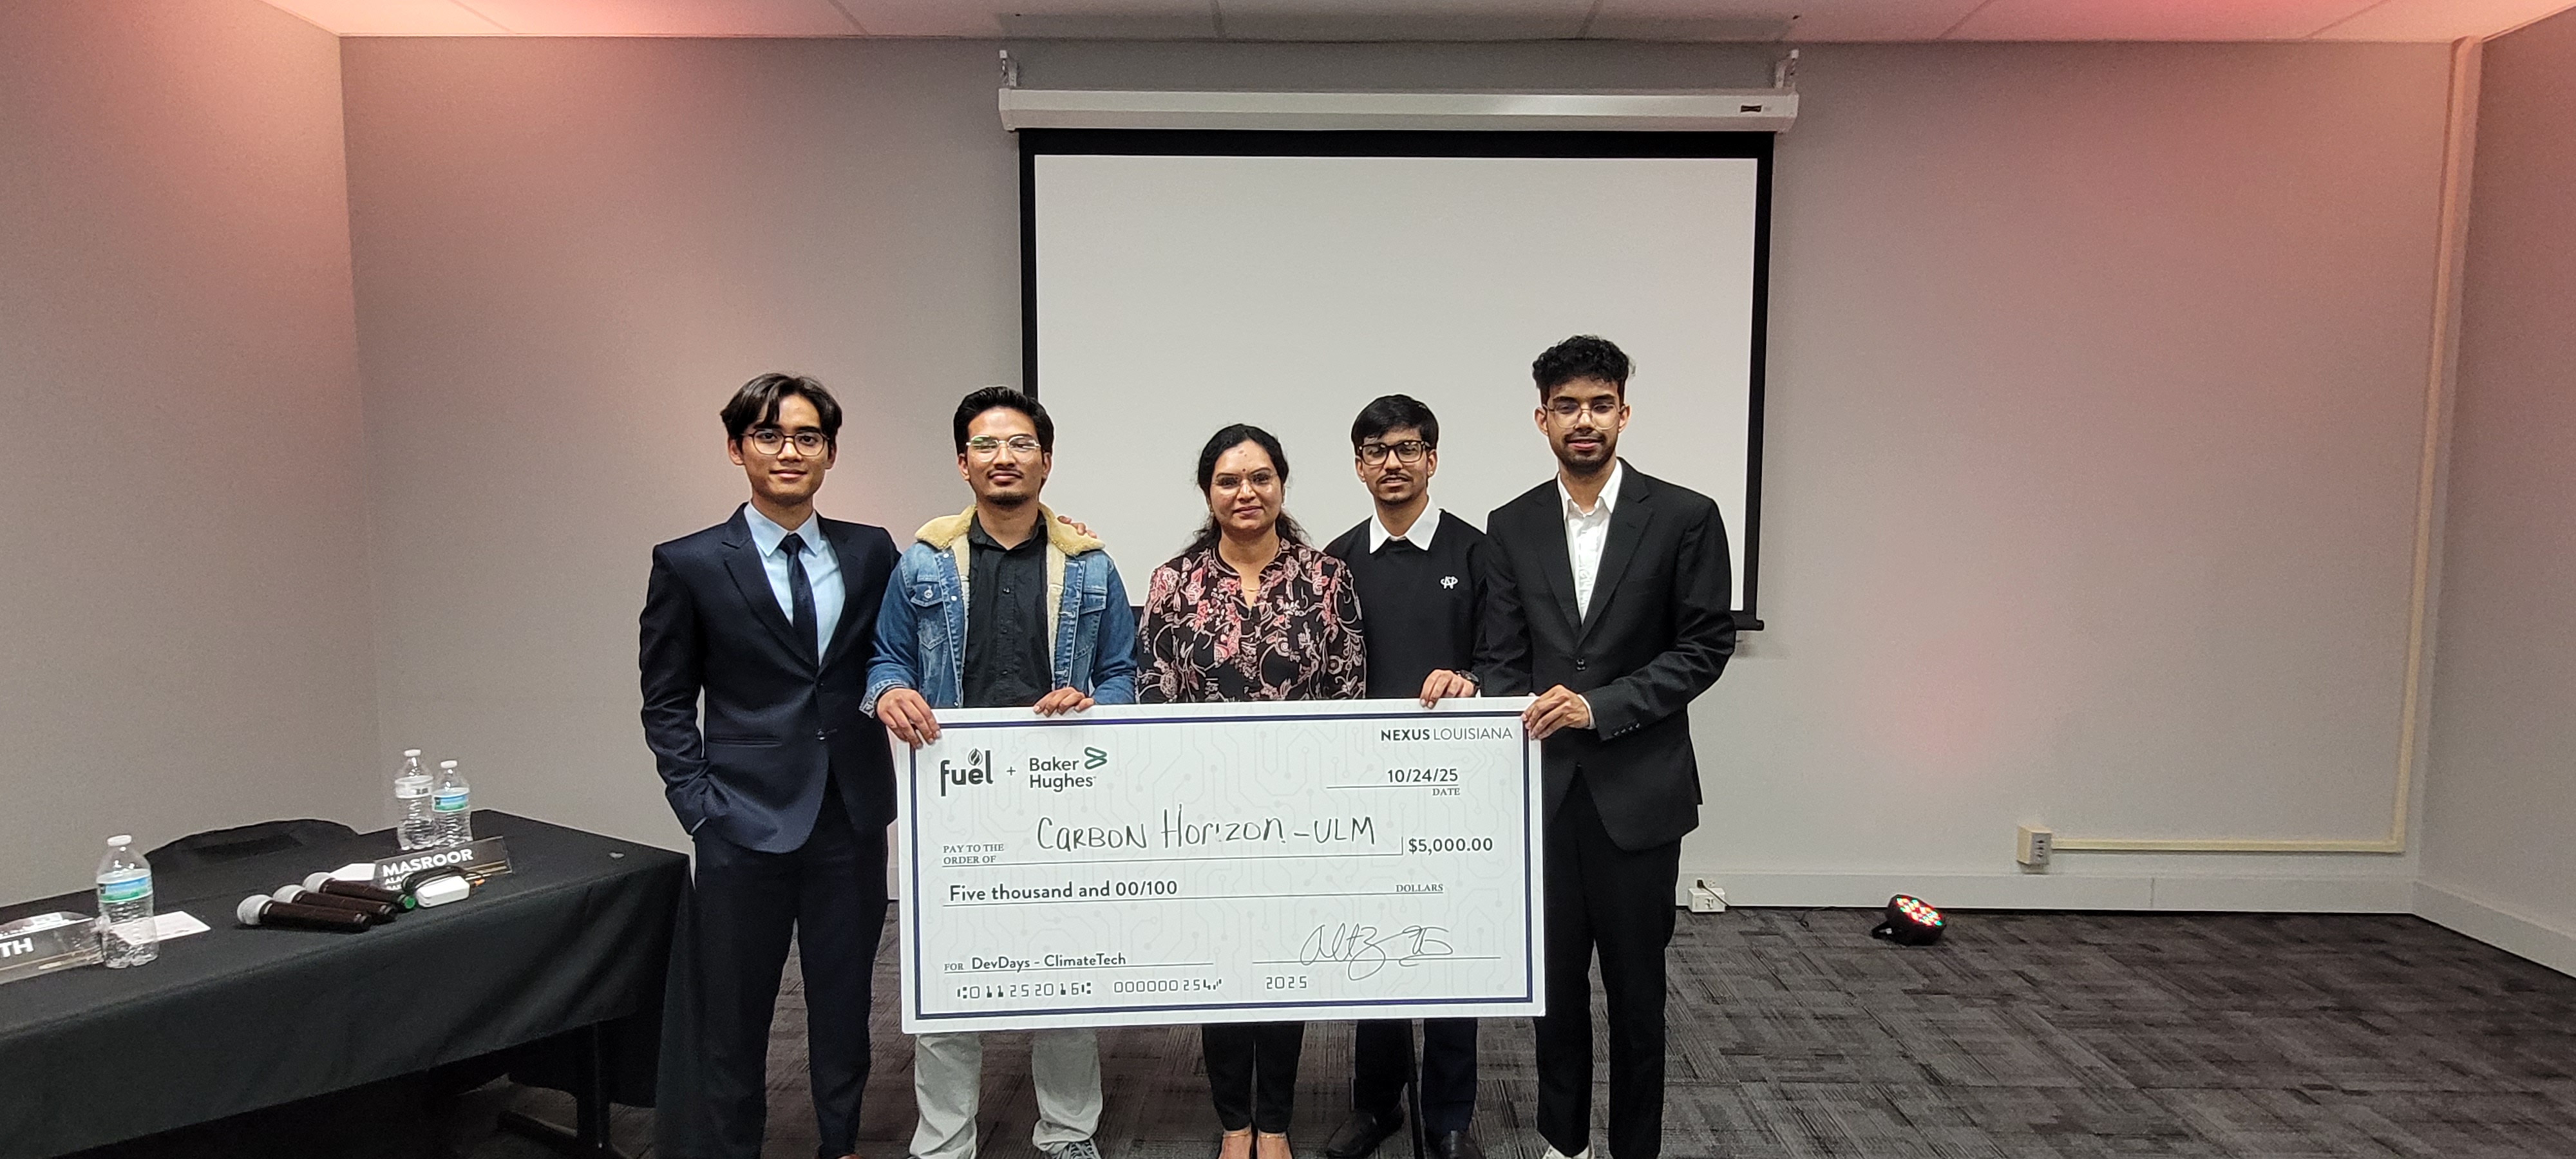 NEXUS LOUISIANA
fuel + Baker Hughes
10/24/25
DATE
PAY TO THE ORDER OF
CARBON Horizon - ULM
$5,000.00
Five thousand and 00/100
DOLLARS
FOR DevDays - ClimateTech
2025
MASROOR
TH